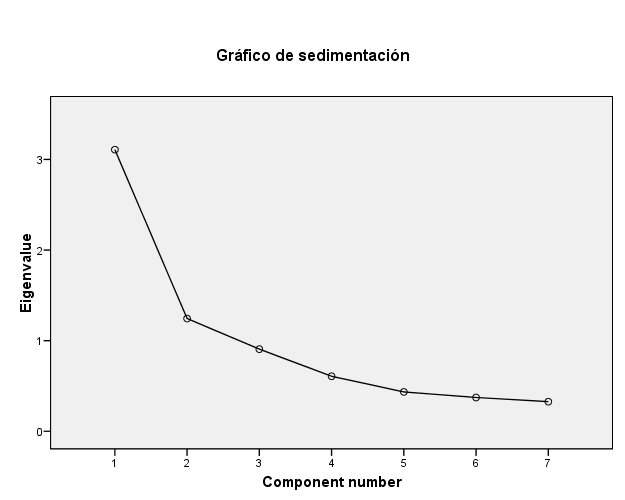 Gráfico de sedimentación
Eigenvalue
3
2
1
0
1 2 3 4 5 6 7
Component number